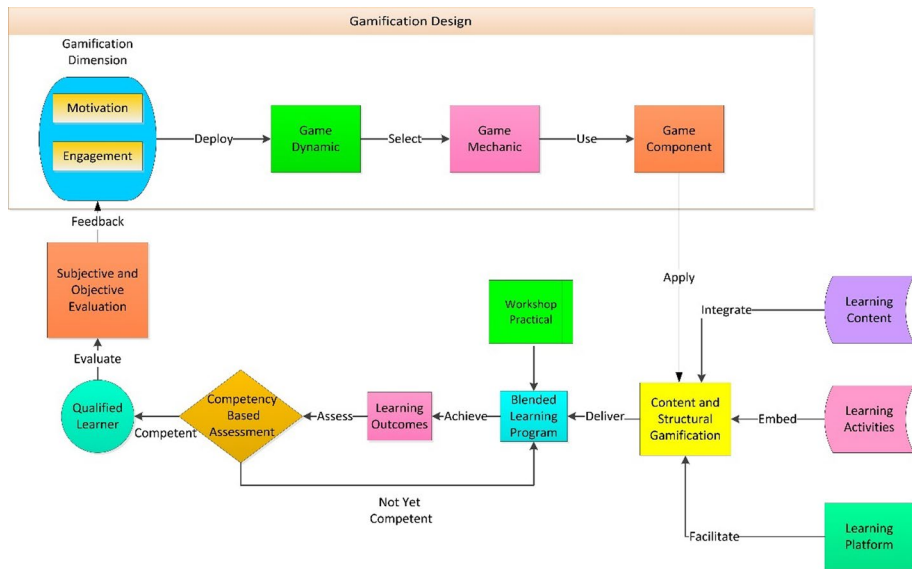 Gamification Design
Gamification
Dimension
Motivation
Engagement
Deploy
Game
Dynamic
Select
Game
Mechanic
Use
Game
Component
Feedback
Subjective and
Objective
Evaluation
Evaluate
Qualified
Learner
Competent
Competency
Based
Assessment
Not Yet
Competent
Assess
Learning
Outcomes
Achieve
Workshop
Practical
Blended
Learning
Program
Deliver
Apply
Content and
Structural
Gamification
Integrate
Learning
Content
Embed
Learning
Activities
Facilitate
Learning
Platform